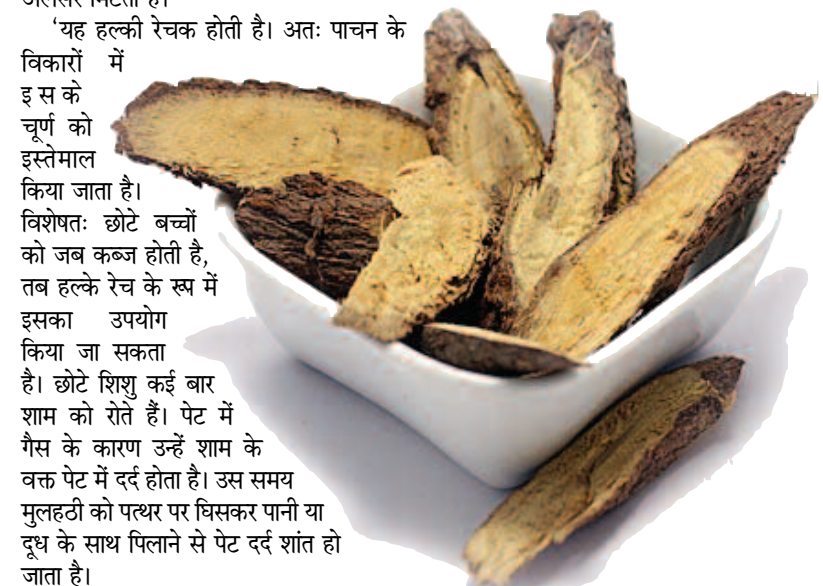 'यह हल्की रेचक होती है। अतः पाचन के
विकारों में
इ स के
चूर्ण को
इस्तेमाल
किया जाता है।
विशेषतः छोटे बच्चों
को जब कब्ज होती है,
तब हल्के रेच के रूप में
इसका उपयोग
किया जा सकता
है। छोटे शिशु कई बार
शाम को रोते हैं। पेट में
गैस के कारण उन्हें शाम के
वक्त पेट में दर्द होता है। उस समय
मुलहठी को पत्थर पर घिसकर पानी या
दूध के साथ पिलाने से पेट दर्द शांत हो
जाता है।